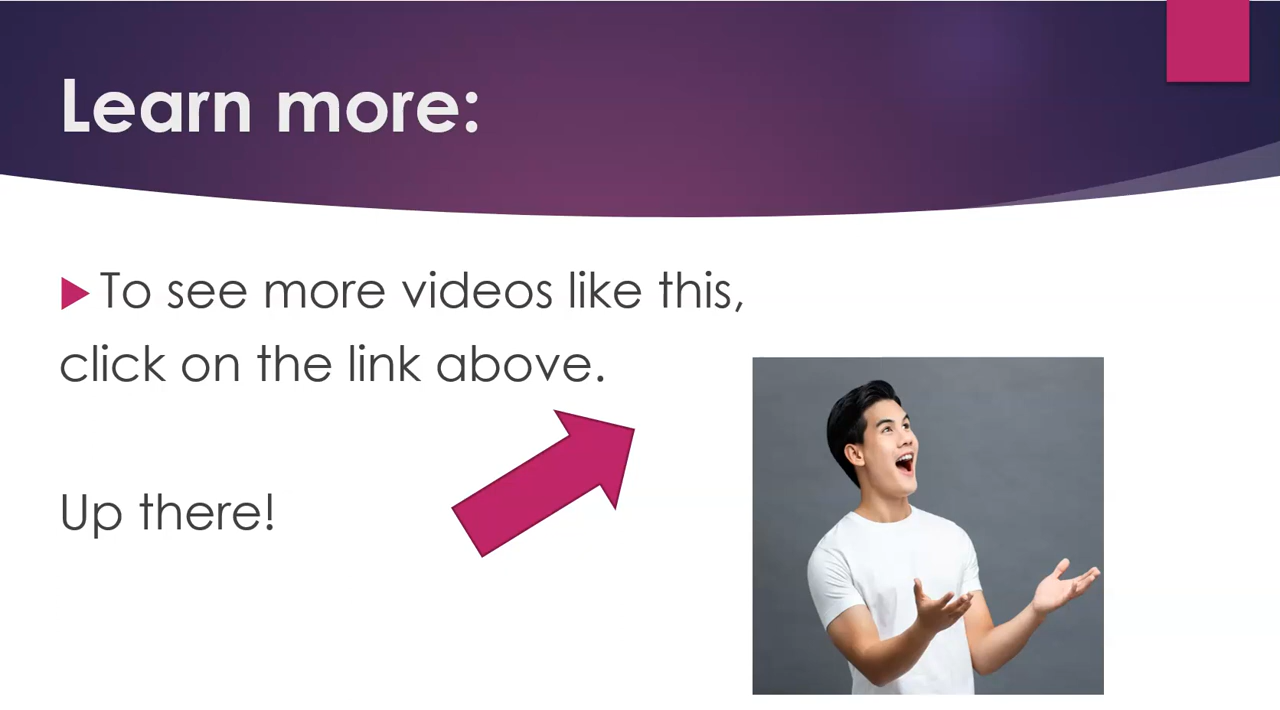 Learn more:
To see more videos like this,
click on the link above.
Up there!